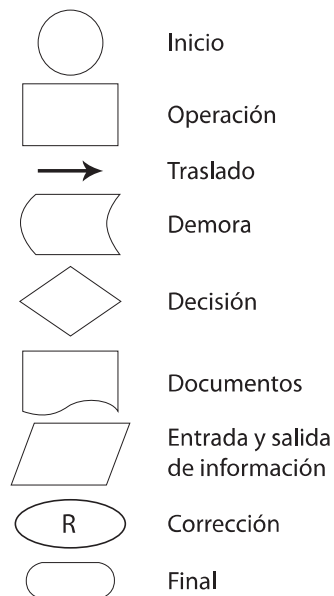 Inicio
Operación
Traslado
Demora
Decisión
Documentos
Entrada y salida
de información
R Corrección
Final